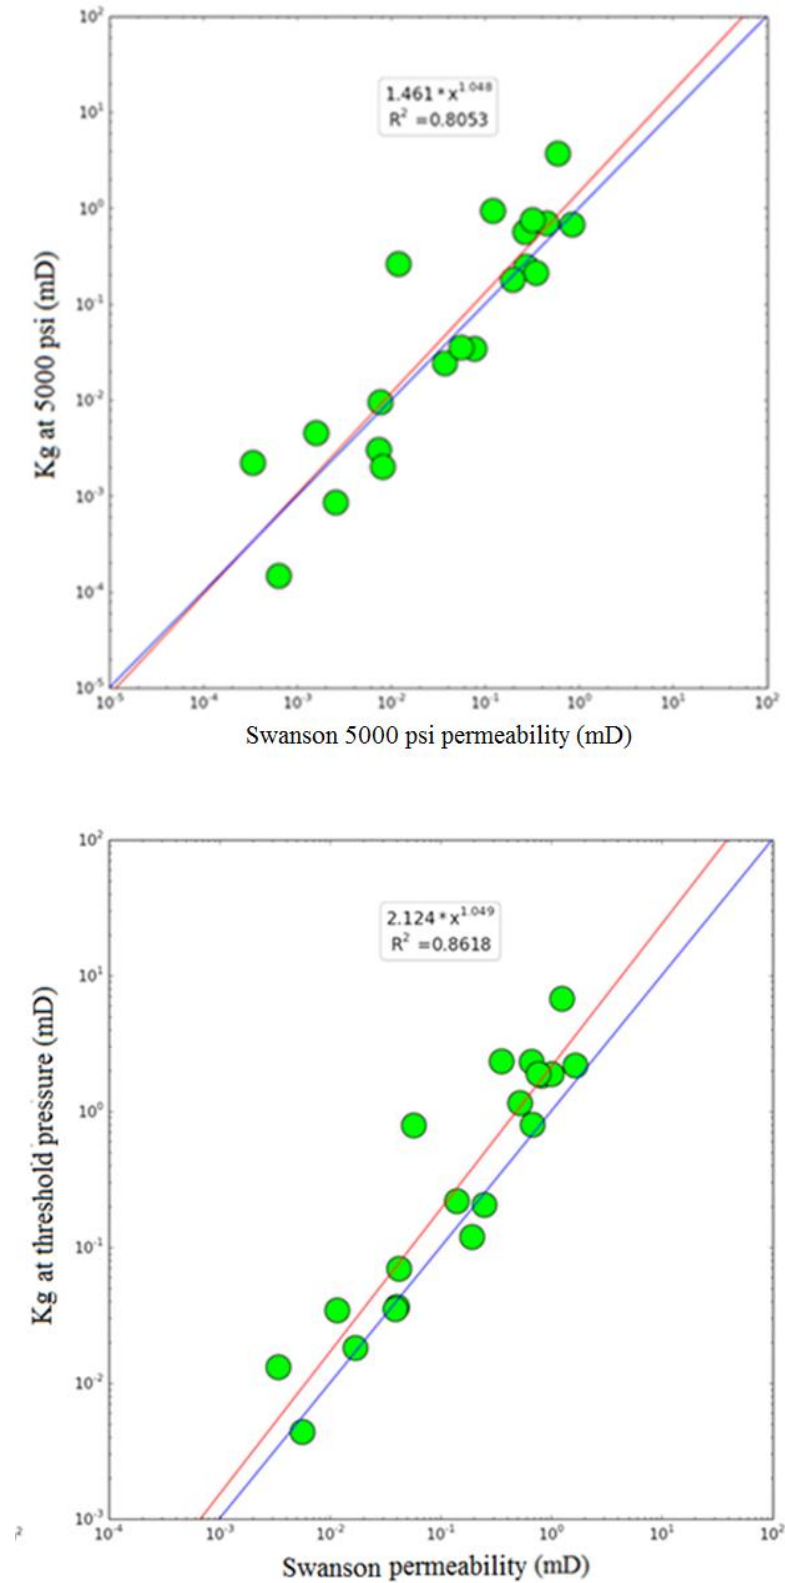 10²
1.461*x^1.048
R² =0.8053
10¹
10⁰
10⁻¹
10⁻²
10⁻³
10⁻⁴
10⁻⁵
Kg at 5000 psi (mD)
10⁻⁵ 10⁻⁴ 10⁻³ 10⁻² 10⁻¹ 10⁰ 10¹ 10²
Swanson 5000 psi permeability (mD)
10²
2.124*x^1.049
R² =0.8618
10¹
10⁰
10⁻¹
10⁻²
10⁻³
Kg at threshold pressure (mD)
10⁻⁴ 10⁻³ 10⁻² 10⁻¹ 10⁰ 10¹ 10²
Swanson permeability (mD)